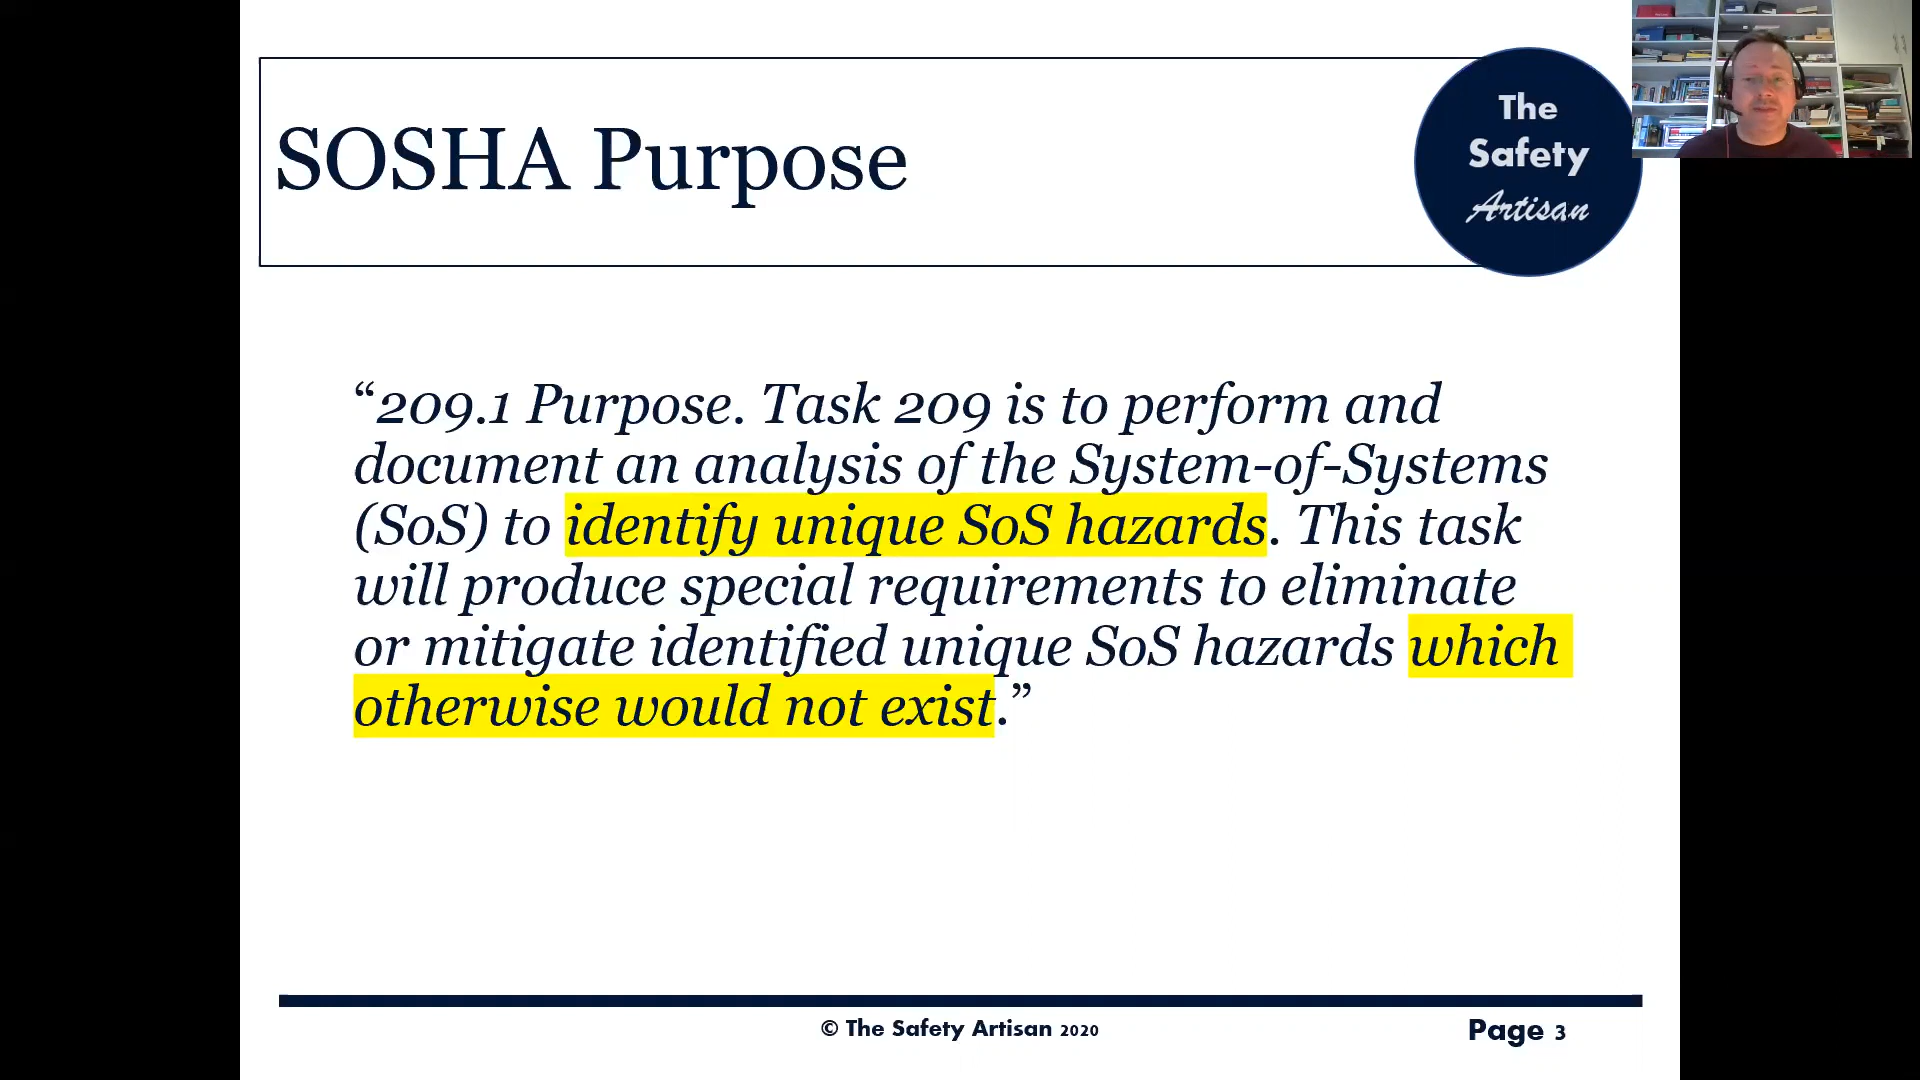 SOSHA Purpose
The
Safety
Artisan
“209.1 Purpose. Task 209 is to perform and
document an analysis of the System-of-Systems
(SoS) to identify unique SoS hazards. This task
will produce special requirements to eliminate
or mitigate identified unique SoS hazards which
otherwise would not exist.”
© The Safety Artisan 2020
Page 3